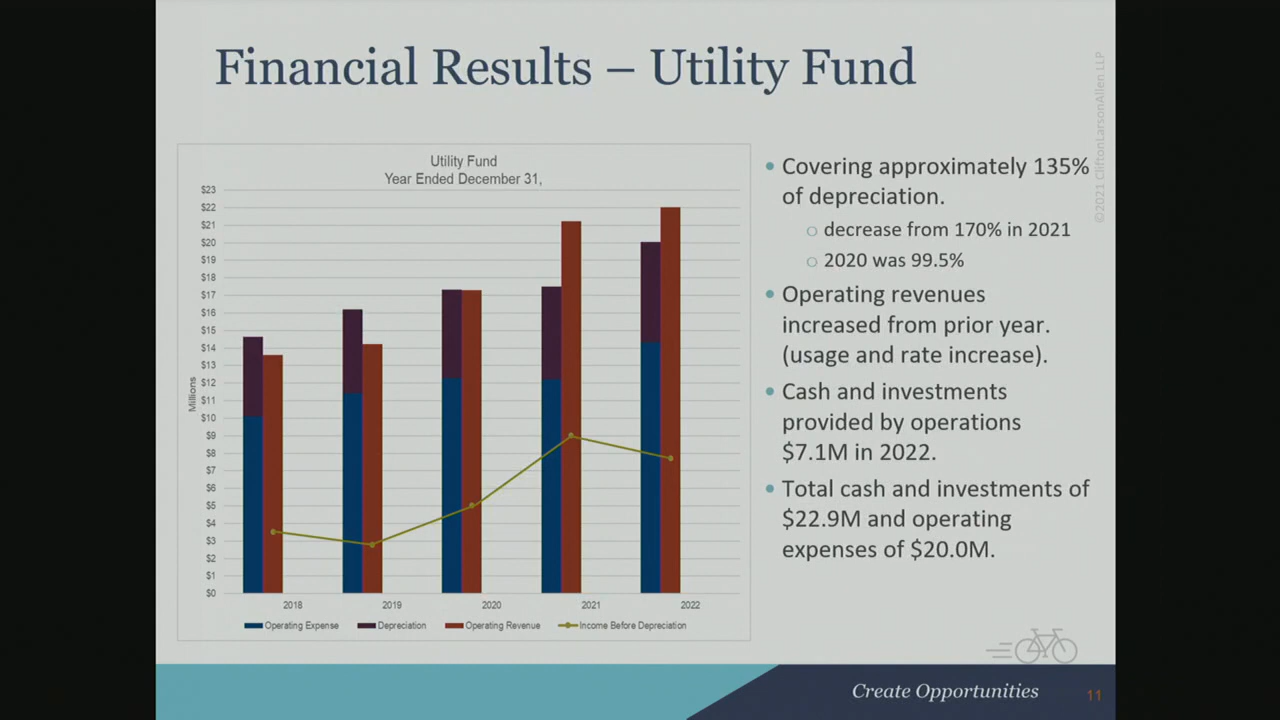 Financial Results – Utility Fund
©2021 CliftonLarsonAllen LLP
Utility Fund
Year Ended December 31,
$23
$22
$21
$20
$19
$18
$17
$16
$15
$14
$13
$12
$11
$10
$9
$8
$7
$6
$5
$4
$3
$2
$1
$0
Millions
2018 2019 2020 2021 2022
Operating Expense Depreciation Operating Revenue Income Before Depreciation
• Covering approximately 135%
of depreciation.
o decrease from 170% in 2021
o 2020 was 99.5%
• Operating revenues
increased from prior year.
(usage and rate increase).
• Cash and investments
provided by operations
$7.1M in 2022.
• Total cash and investments of
$22.9M and operating
expenses of $20.0M.
Create Opportunities
11